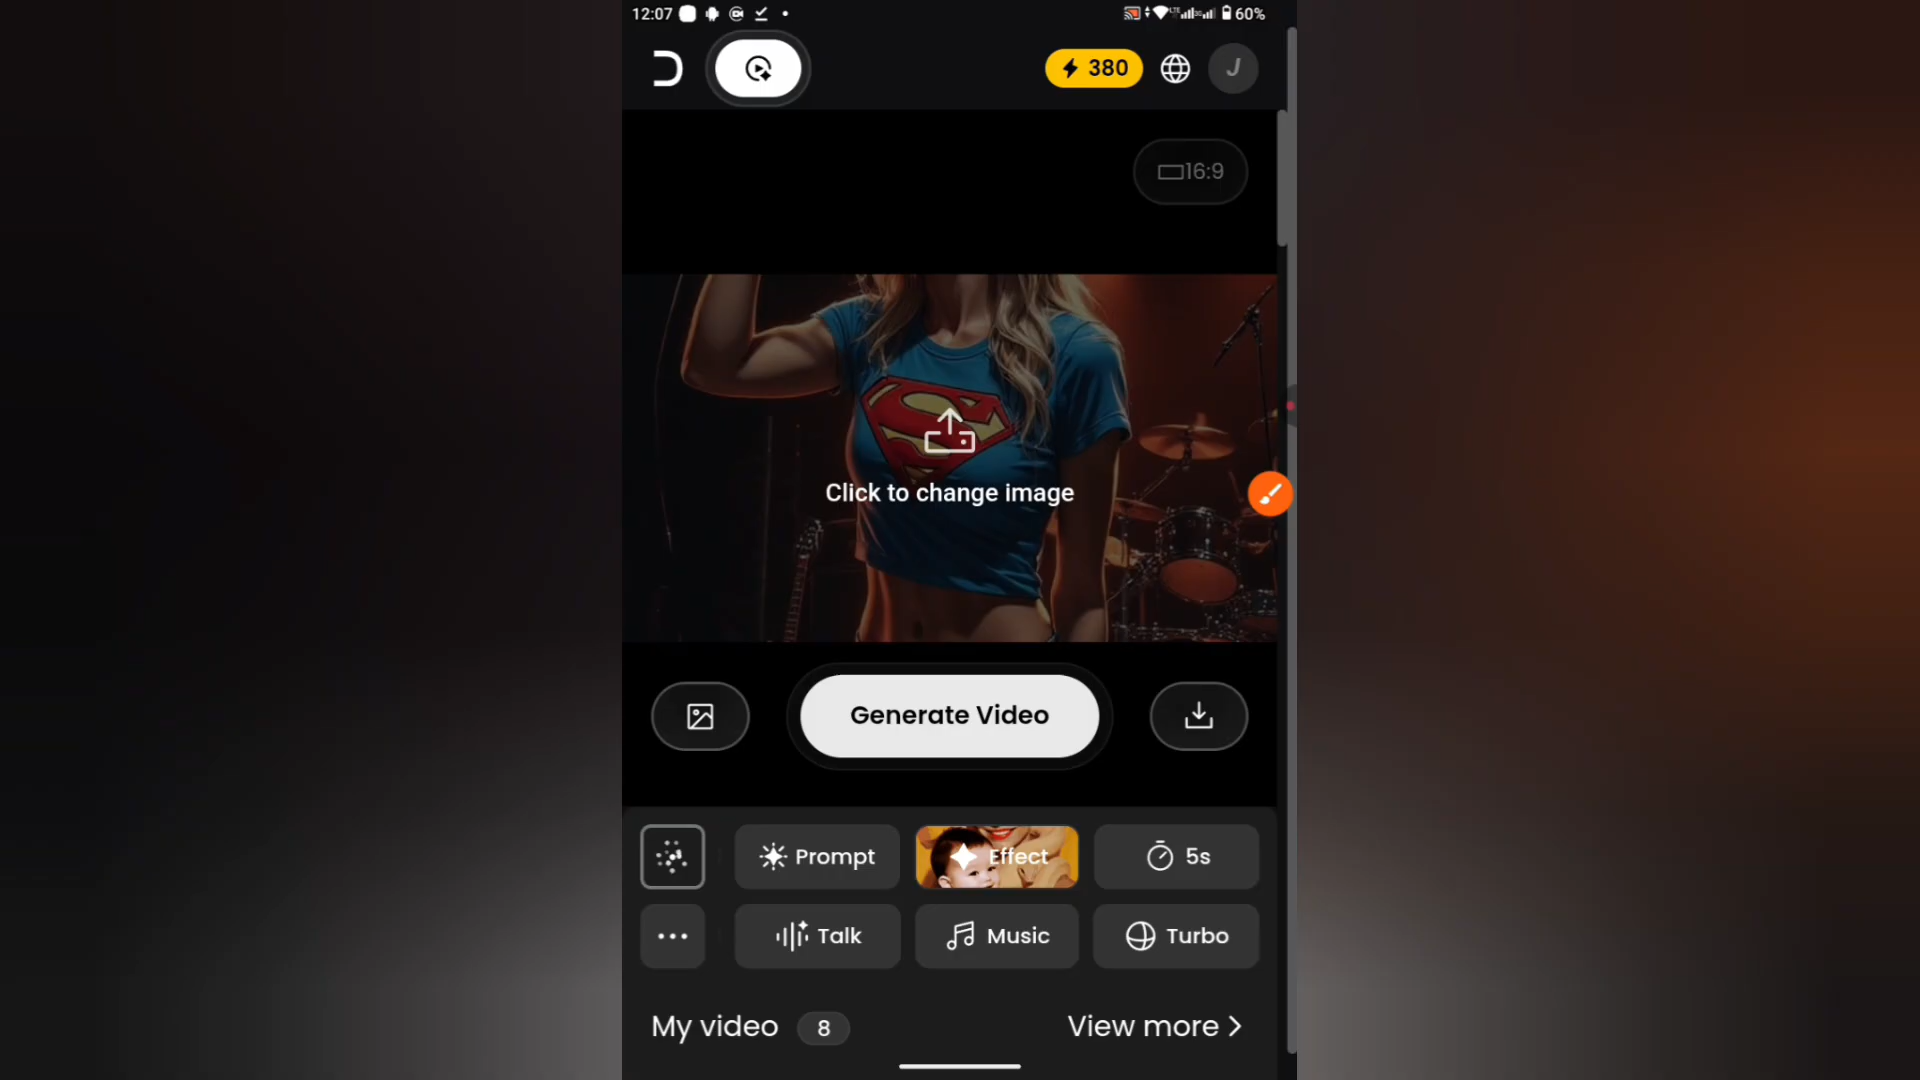 12:07
LTE
60%
380
J
16:9
Click to change image
Generate Video
Prompt
Effect
5s
Talk
Music
Turbo
My video 8
View more